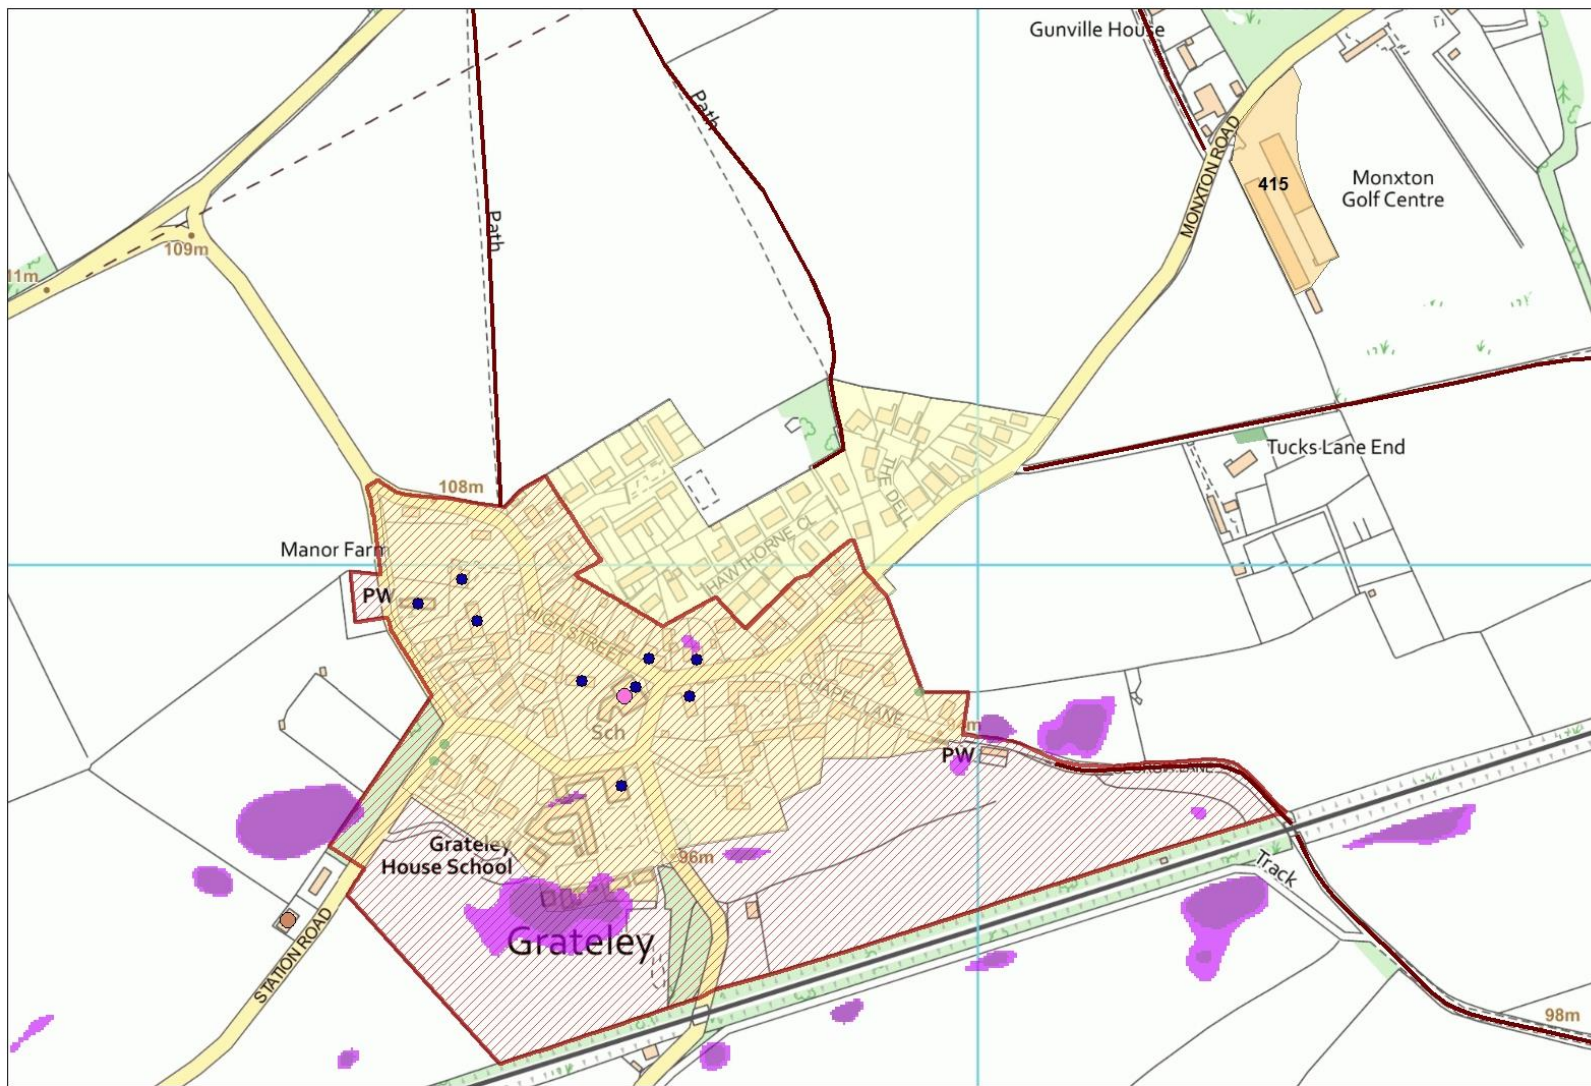 Gunville House
Path
MONXTON ROAD
415
Monxton
Golf Centre
Path
109m
11m
Tucks Lane End
THE DELL
108m
HAWTHORNE CL
Manor Farm
PW
HIGH STREET
CHAPEL LANE
Sch
PW
GEORGIA LANE
Grateley
House School
96m
Track
Grateley
STATION ROAD
98m